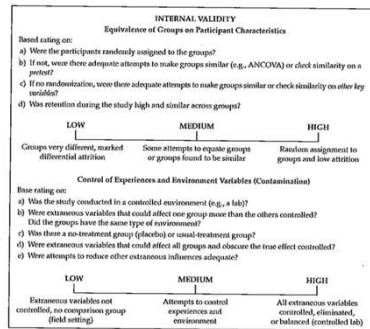 INTERNAL VALIDITY
Equivalence of Groups on Participant Characteristics
Based rating on:
a) Were the participants randomly assigned to the groups?
b) If not, were there adequate attempts to make groups similar (e.g., ANCOVA) or check similarity on a
pretest?
c) If no randomization, were there adequate attempts to make groups similar or check similarity on other key
variables?
d) Was retention during the study high and similar across groups?
LOW MEDIUM HIGH
Groups very different, marked Some attempts to equate groups Random assignment to
differential attrition or groups found to be similar groups and low attrition
Control of Experiences and Environment Variables (Contamination)
Base rating on:
a) Was the study conducted in a controlled environment (e.g., a lab)?
b) Were extraneous variables that could affect one group more than the others controlled?
Did the groups have the same type of environment?
c) Was there a no-treatment group (placebo) or usual-treatment group?
d) Were extraneous variables that could affect all groups and obscure the true effect controlled?
e) Were attempts to reduce other extraneous influences adequate?
LOW MEDIUM HIGH
Extraneous variables not Attempts to control All extraneous variables
controlled, no comparison group experiences and controlled, eliminated,
(field setting) environment or balanced (controlled lab)